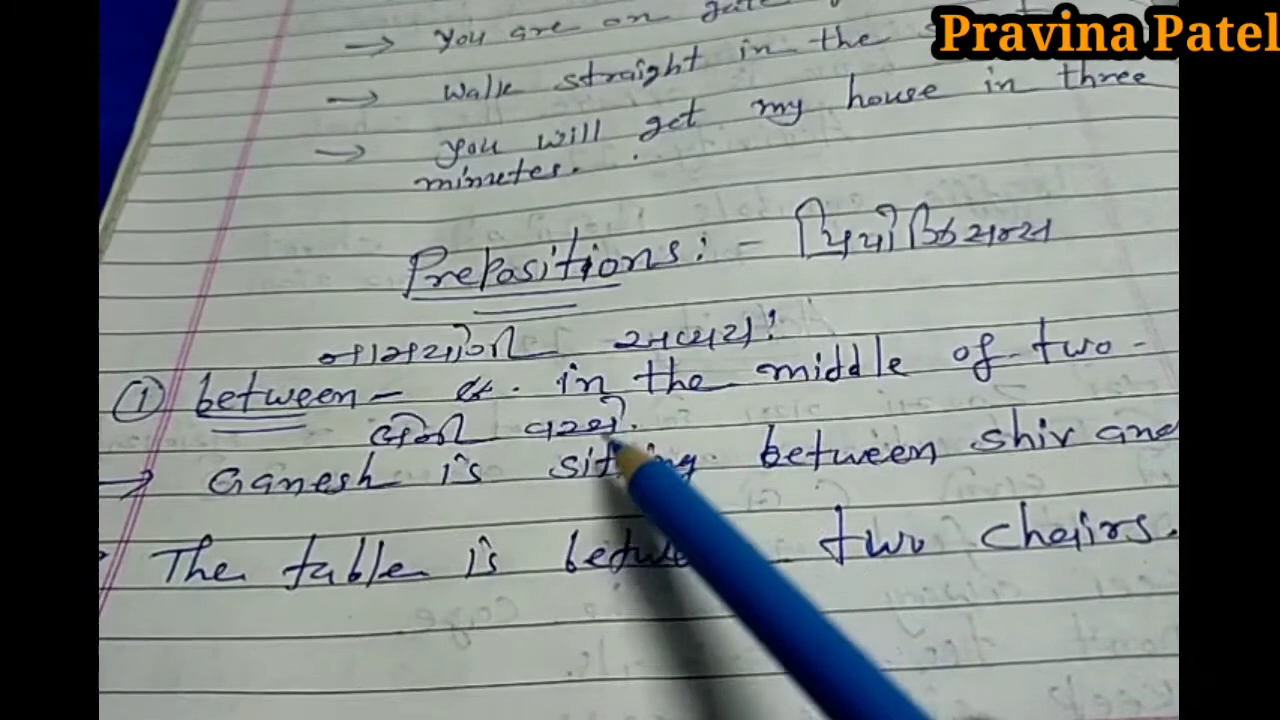 Pravina Patel
→ You are on gate
→ walk straight in the
→ you will get my house in three
minutes.
Prepositions : - પ્રિપોઝિશન્સ
નામયોગી અવ્યયો:
① between - in the middle of two -
બેની વચ્ચે.
→ Ganesh is sitting between shiv and
The table is between two chairs.